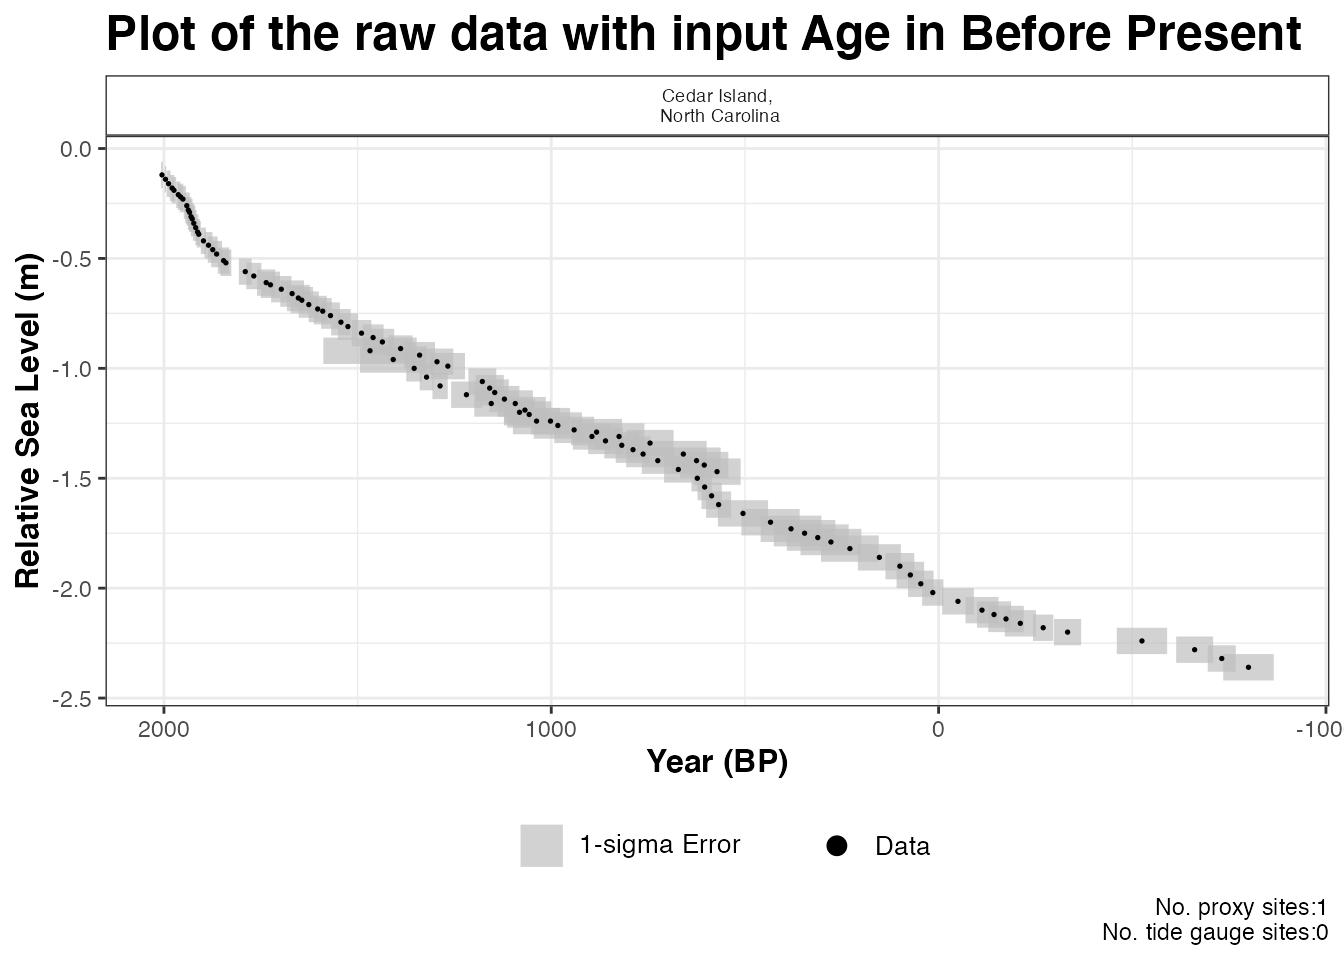 Plot of the raw data with input Age in Before Present
Cedar Island,
North Carolina
Relative Sea Level (m)
0.0
-0.5
-1.0
-1.5
-2.0
-2.5
2000
1000
0
-100
Year (BP)
1-sigma Error
Data
No. proxy sites:1
No. tide gauge sites:0